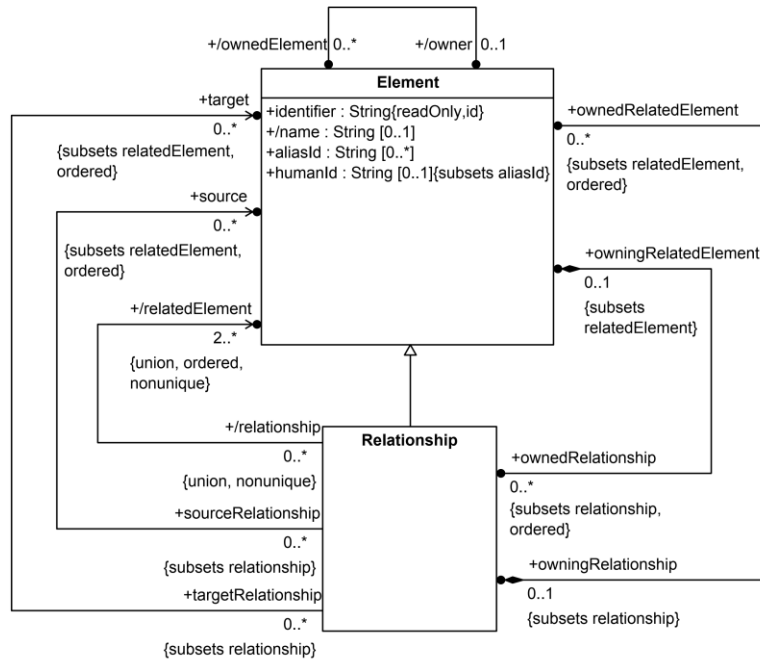 +/ownedElement 0..*
+/owner 0..1
Element
+identifier : String{readOnly,id}
+/name : String [0..1]
+aliasId : String [0..*]
+humanId : String [0..1]{subsets aliasId}
+target
0..*
{subsets relatedElement,
ordered}
+source
0..*
{subsets relatedElement,
ordered}
+/relatedElement
2..*
{union, ordered,
nonunique}
+ownedRelatedElement
0..*
{subsets relatedElement,
ordered}
+owningRelatedElement
0..1
{subsets
relatedElement}
Relationship
+/relationship
0..*
{union, nonunique}
+sourceRelationship
0..*
{subsets relationship}
+targetRelationship
0..*
{subsets relationship}
+ownedRelationship
0..*
{subsets relationship,
ordered}
+owningRelationship
0..1
{subsets relationship}